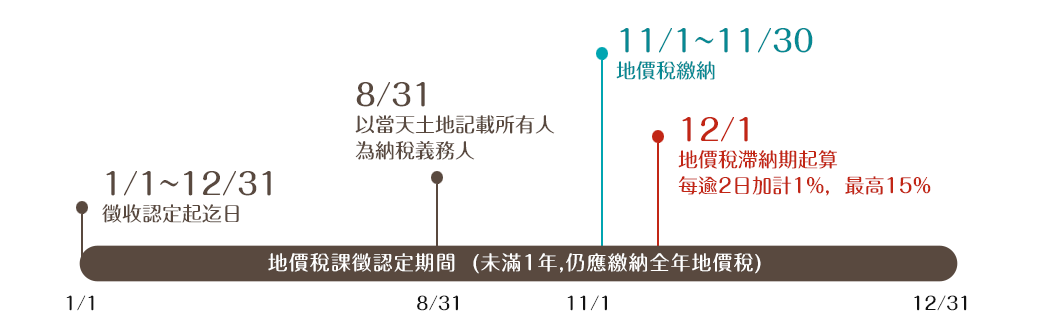 11/1~11/30
地價稅繳納
8/31
以當天土地記載所有人
為納稅義務人
12/1
地價稅滯納期起算
每逾2日加計1%，最高15%
1/1~12/31
徵收認定起迄日
地價稅課徵認定期間 (未滿1年,仍應繳納全年地價稅)
1/1
8/31
11/1
12/31